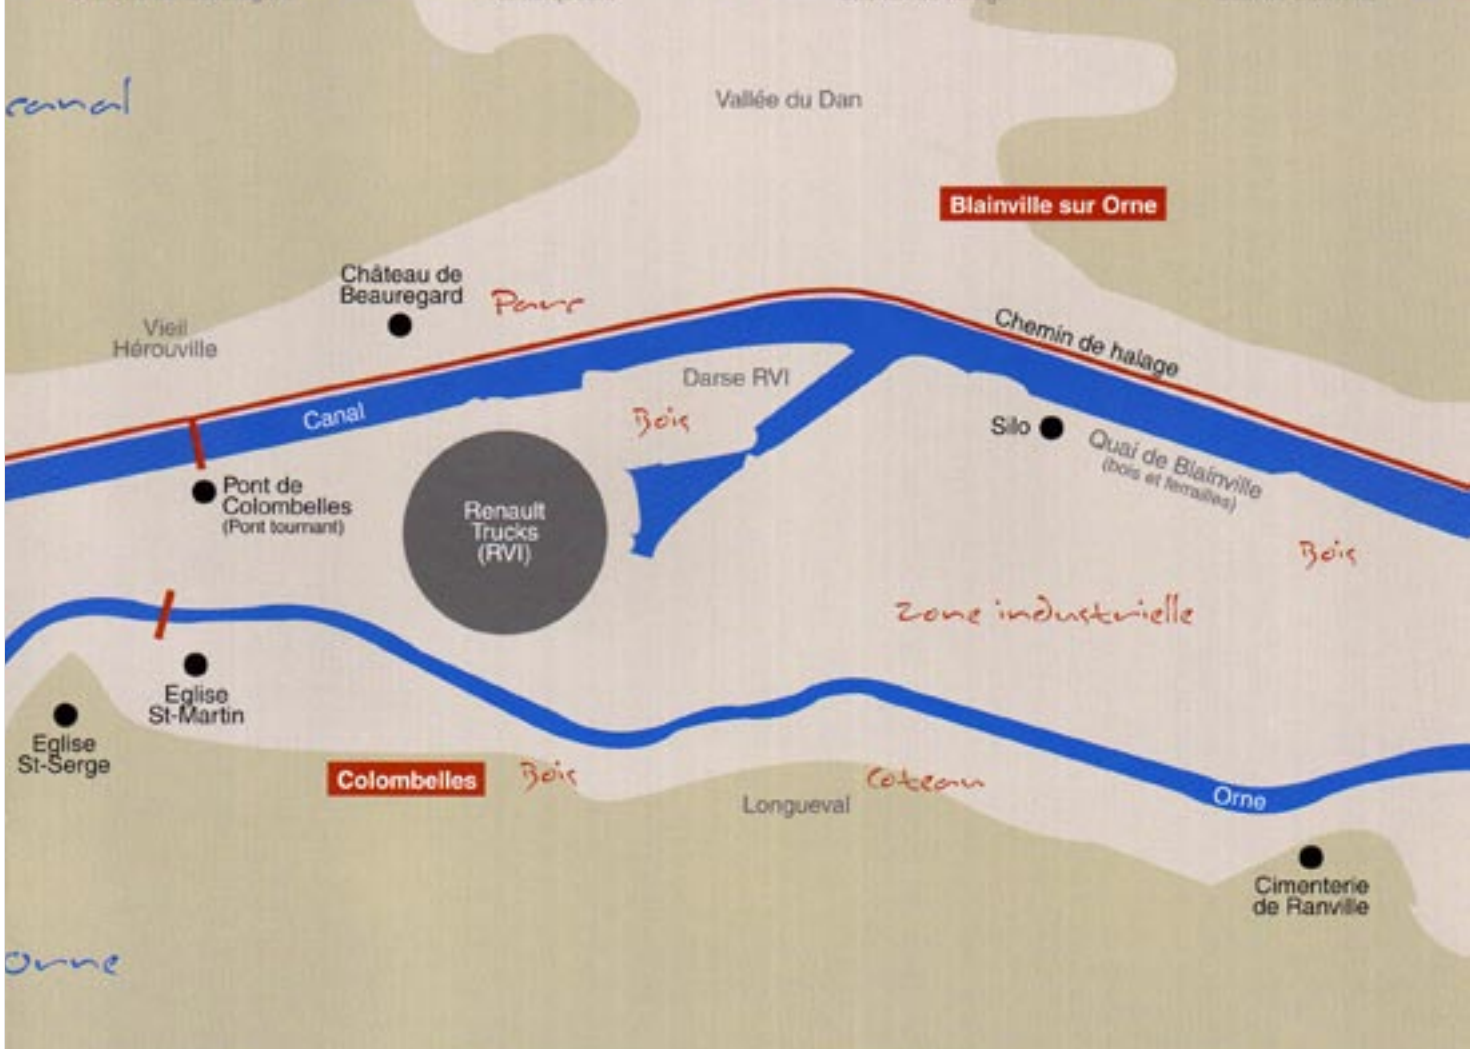 canal
Vallée du Dan
Blainville sur Orne
Château de
Beauregard
Parc
Vieil
Hérouville
Chemin de halage
Darse RVI
Canal
Bois
Silo
Quai de Blainville
(bois et ferrailles)
Pont de
Colombelles
(Pont tournant)
Renault
Trucks
(RVI)
Bois
Zone industrielle
Eglise
St-Martin
Eglise
St-Serge
Colombelles
Bois
Coteau
Longueval
Orne
Cimenterie
de Ranville
Orne